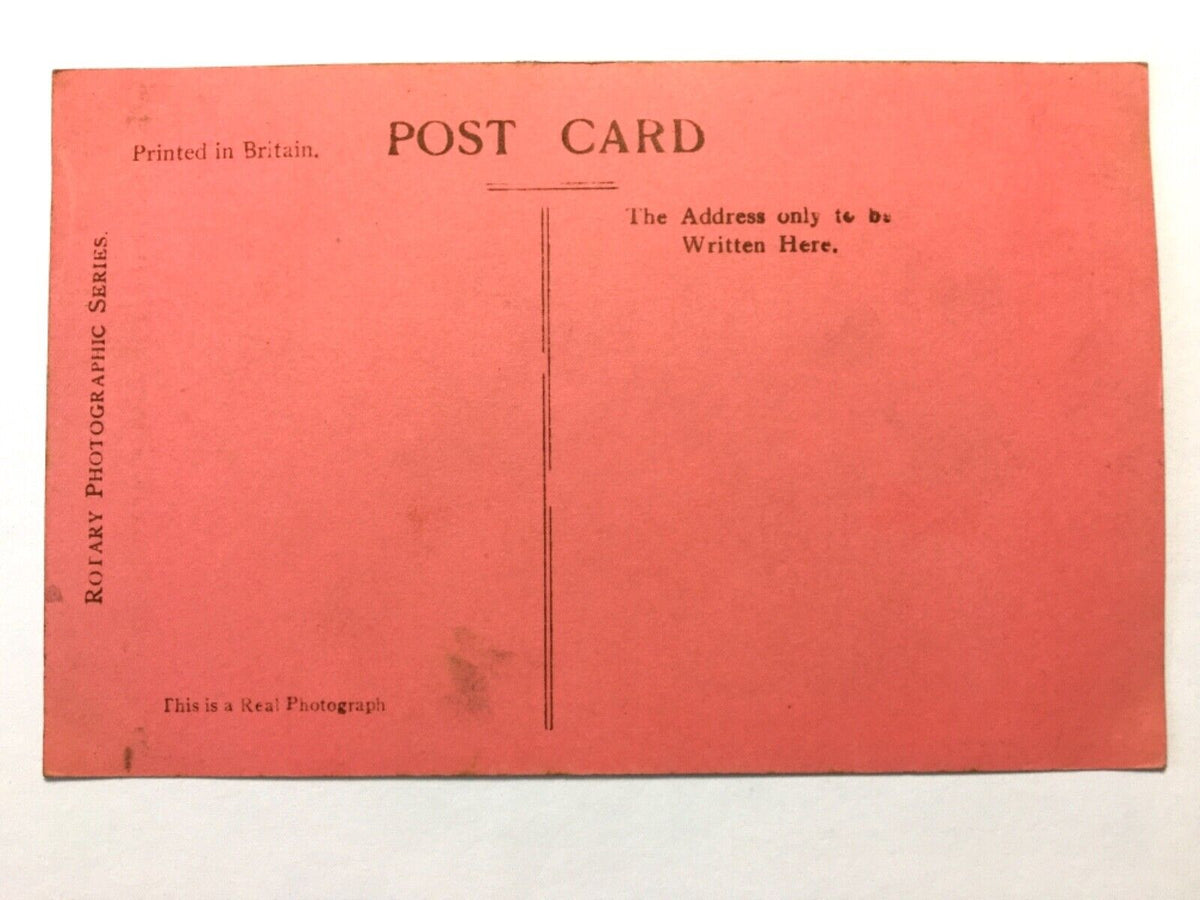 POST CARD
Printed in Britain.
The Address only to be
Written Here.
ROTARY PHOTOGRAPHIC SERIES.
This is a Real Photograph